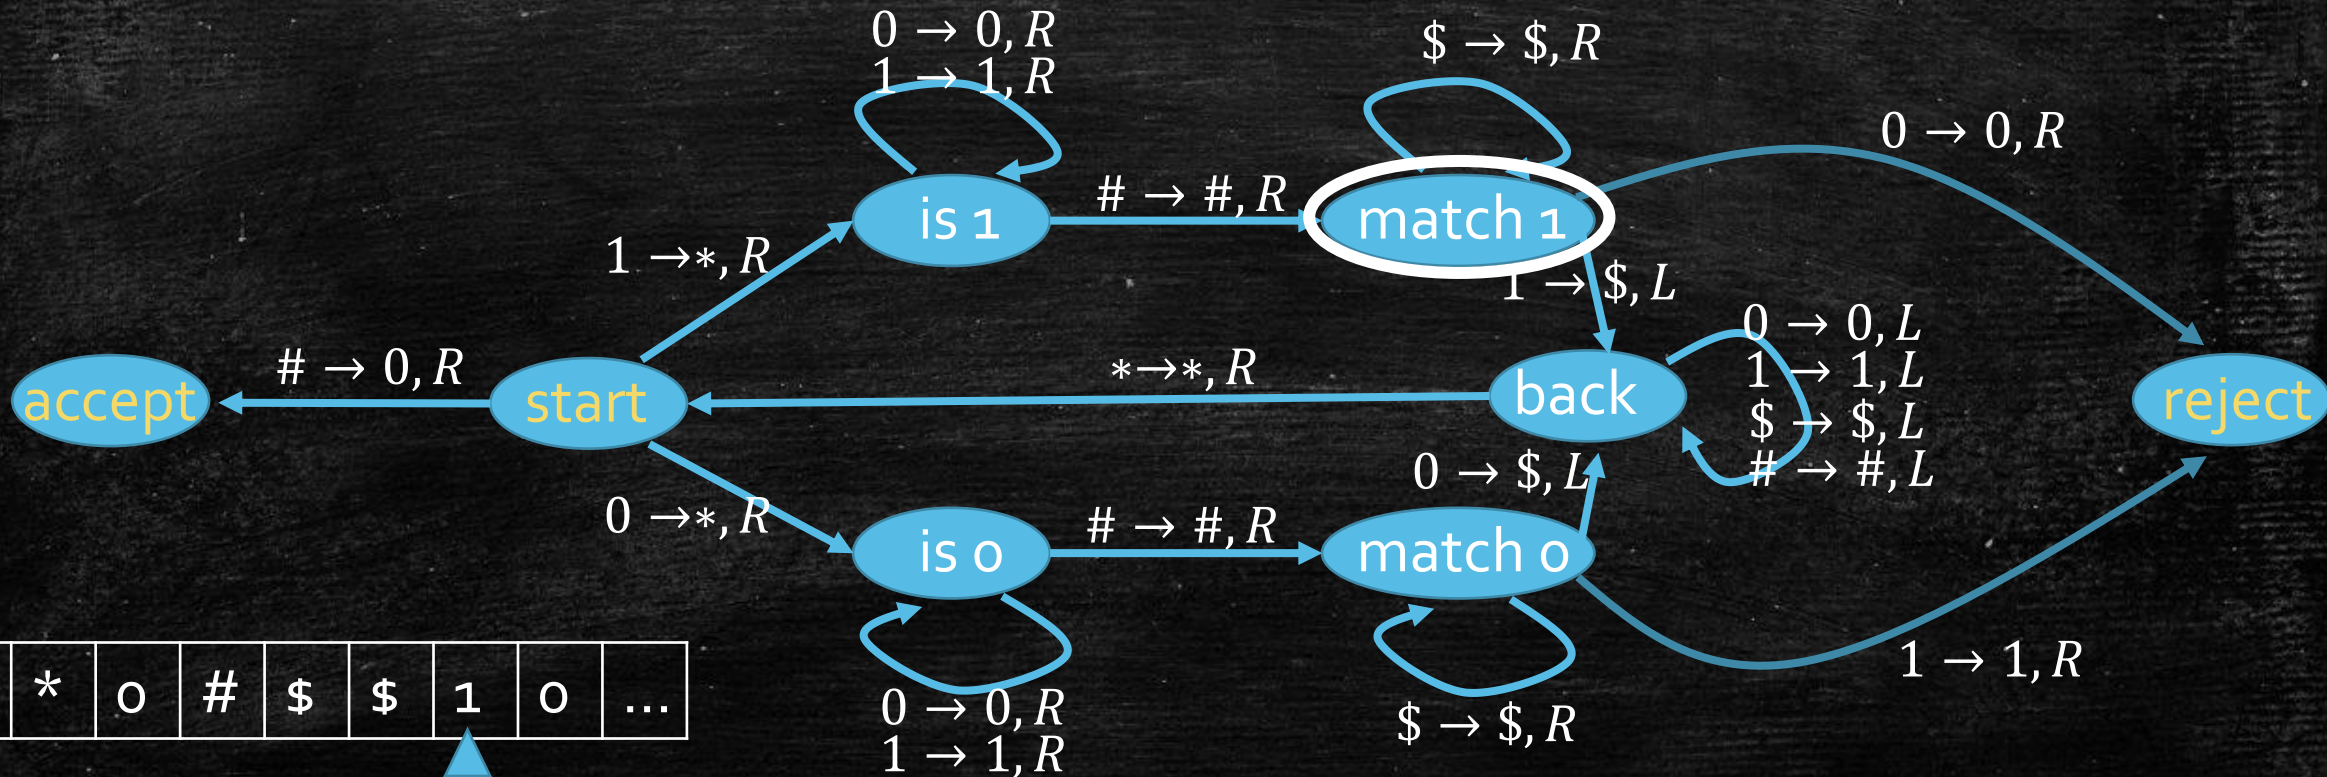 0 → 0, R
1 → 1, R
$ → $, R
0 → 0, R
# → #, R
is 1
match 1
1 →*, R
1 → $, L
0 → 0, L
1 → 1, L
$ → $, L
# → #, L
# → 0, R
*→*, R
accept
start
back
reject
0 → $, L
0 →*, R
# → #, R
is 0
match 0
1 → 1, R
* 0 # $ $ 1 0 ...
0 → 0, R
1 → 1, R
$ → $, R